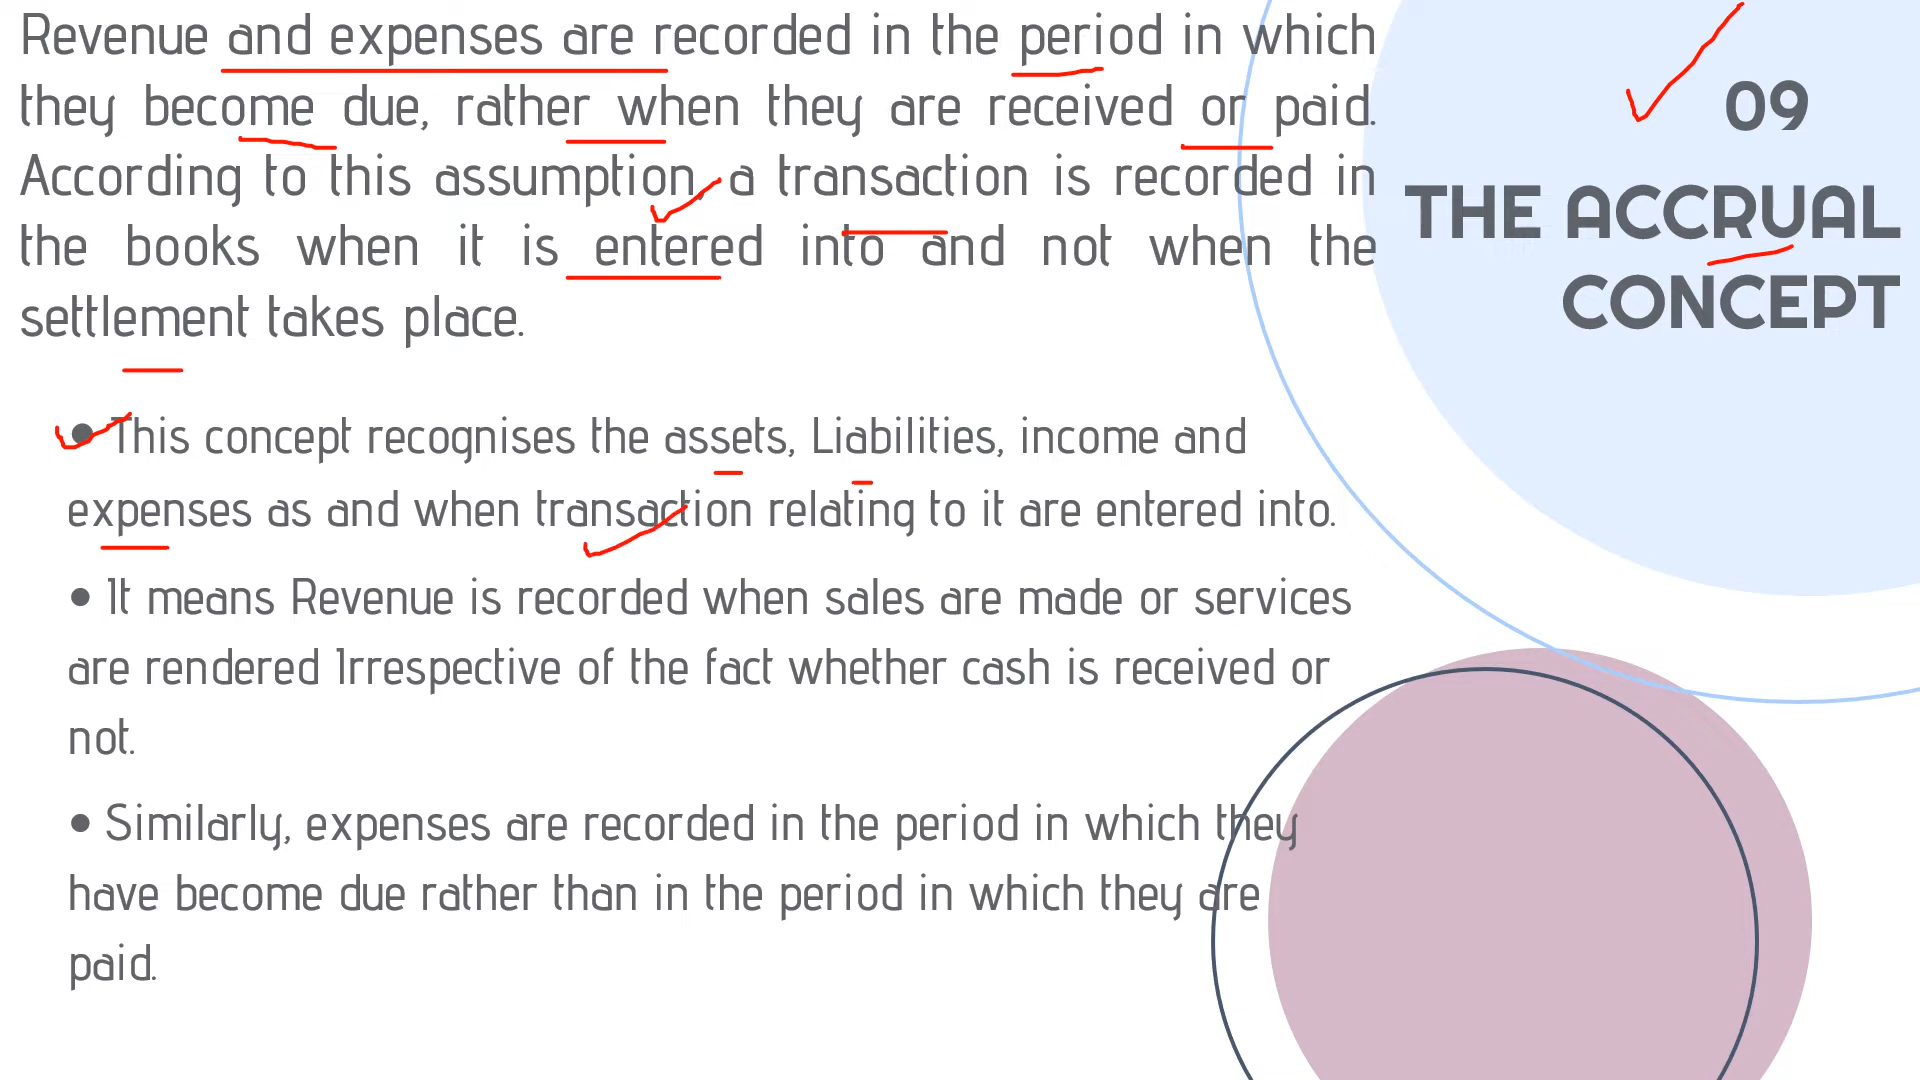 Revenue and expenses are recorded in the period in which
they become due, rather when they are received or paid.
According to this assumption, a transaction is recorded in
the books when it is entered into and not when the
settlement takes place.
• This concept recognises the assets, Liabilities, income and
expenses as and when transaction relating to it are entered into.
• It means Revenue is recorded when sales are made or services
are rendered Irrespective of the fact whether cash is received or
not.
• Similarly, expenses are recorded in the period in which they
have become due rather than in the period in which they are
paid.
09
THE ACCRUAL
CONCEPT